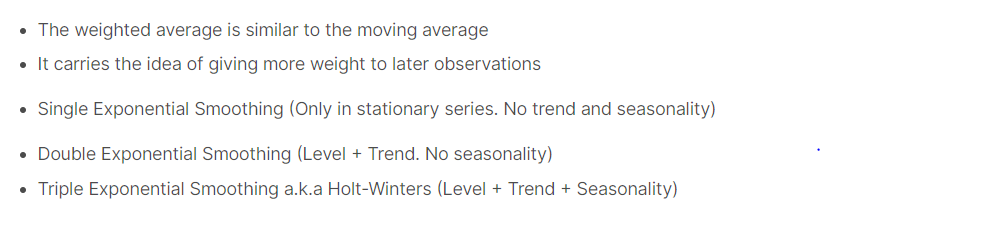 • The weighted average is similar to the moving average
• It carries the idea of giving more weight to later observations
• Single Exponential Smoothing (Only in stationary series. No trend and seasonality)
• Double Exponential Smoothing (Level + Trend. No seasonality)
• Triple Exponential Smoothing a.k.a Holt-Winters (Level + Trend + Seasonality)